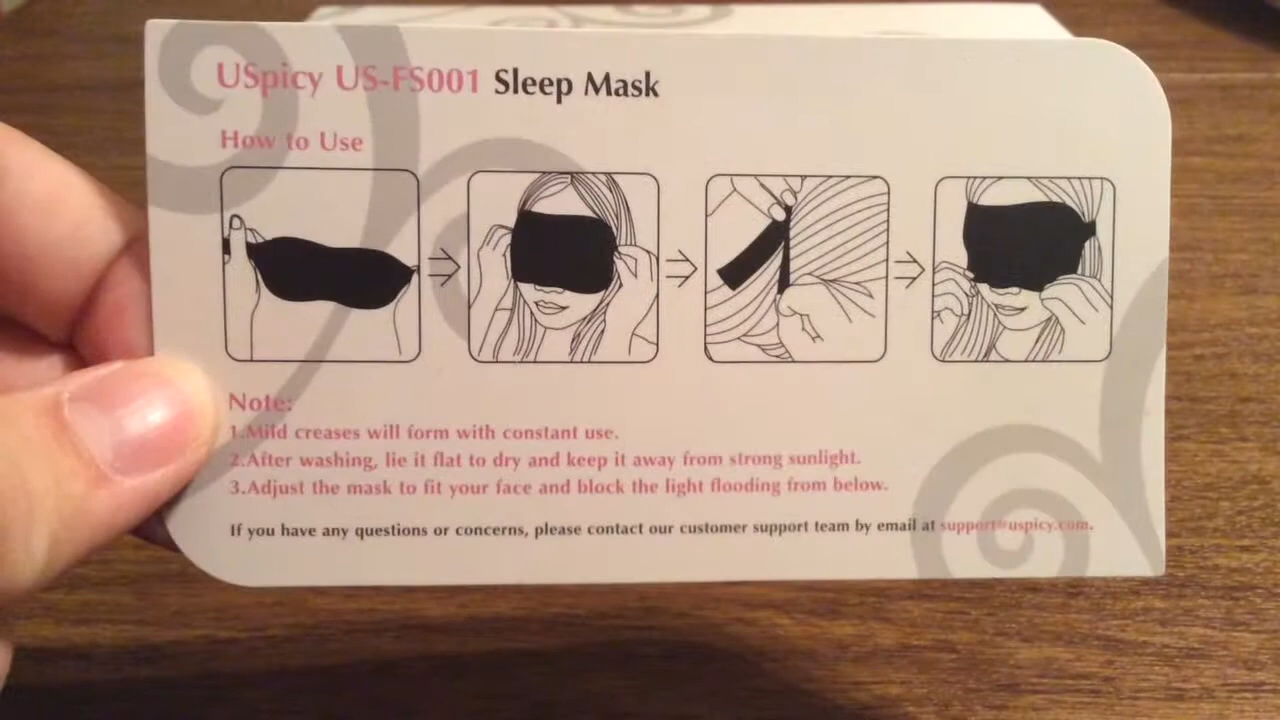 USpicy US-FS001 Sleep Mask
How to Use
Note:
1.Mild creases will form with constant use.
2.After washing, lie it flat to dry and keep it away from strong sunlight.
3.Adjust the mask to fit your face and block the light flooding from below.
If you have any questions or concerns, please contact our customer support team by email at support@uspicy.com.